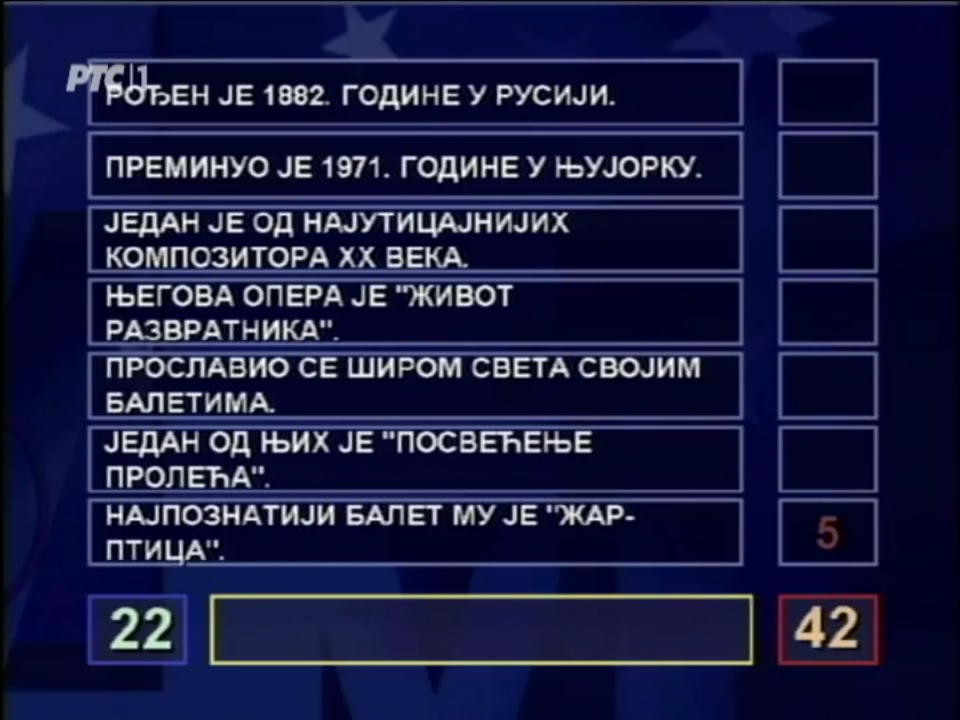 РТС 1
РОЂЕН ЈЕ 1882. ГОДИНЕ У РУСИЈИ.
ПРЕМИНУО ЈЕ 1971. ГОДИНЕ У ЊУЈОРКУ.
ЈЕДАН ЈЕ ОД НАЈУТИЦАЈНИЈИХ
КОМПОЗИТОРА XX ВЕКА.
ЊЕГОВА ОПЕРА ЈЕ "ЖИВОТ
РАЗВРАТНИКА".
ПРОСЛАВИО СЕ ШИРОМ СВЕТА СВОЈИМ
БАЛЕТИМА.
ЈЕДАН ОД ЊИХ ЈЕ "ПОСВЕЋЕЊЕ
ПРОЛЕЋА".
НАЈПОЗНАТИЈИ БАЛЕТ МУ ЈЕ "ЖАР-
ПТИЦА".
5
22
42